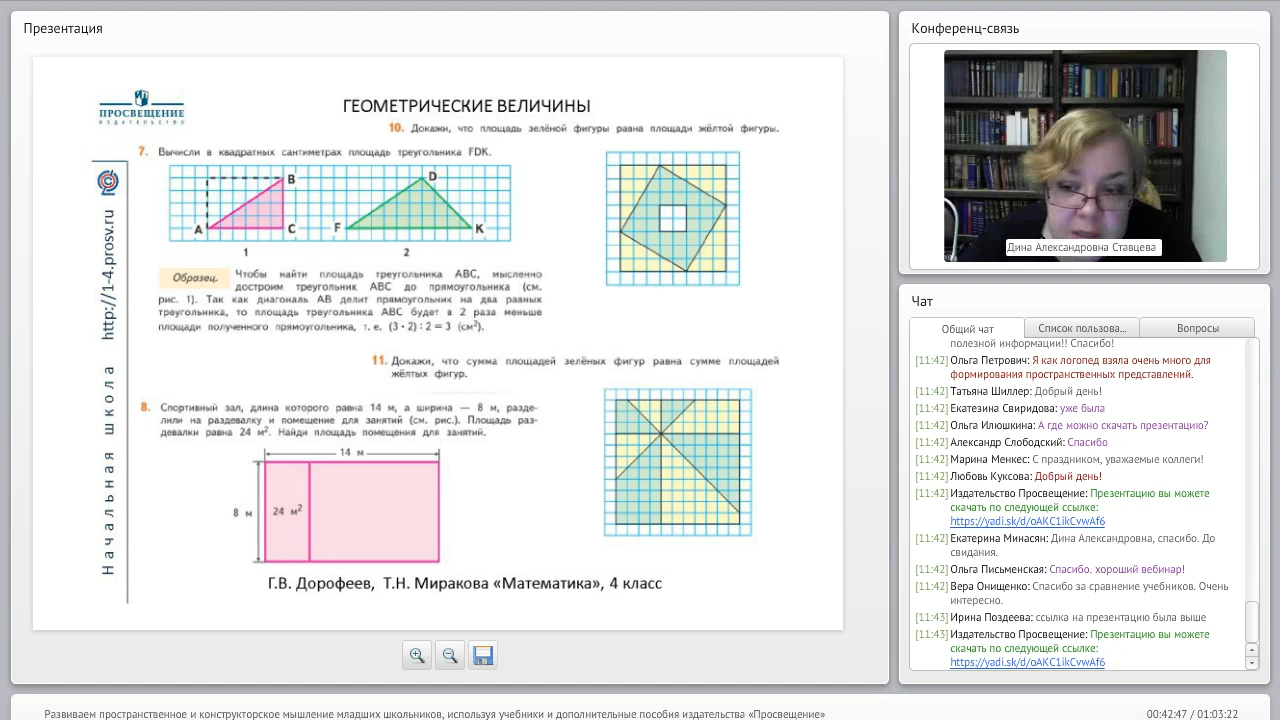 Презентация
ПРОСВЕЩЕНИЕ
ИЗДАТЕЛЬСТВО
Начальная школа http://1-4.prosv.ru
ГЕОМЕТРИЧЕСКИЕ ВЕЛИЧИНЫ
10. Докажи, что площадь зелёной фигуры равна площади жёлтой фигуры.
7. Вычисли в квадратных сантиметрах площадь треугольника FDK.
B
A
C
D
F
K
1
2
Образец. Чтобы найти площадь треугольника ABC, мысленно
достроим треугольник ABC до прямоугольника (см.
рис. 1). Так как диагональ AB делит прямоугольник на два равных
треугольника, то площадь треугольника ABC будет в 2 раза меньше
площади полученного прямоугольника, т. е. (3 • 2) : 2 = 3 (см²).
11. Докажи, что сумма площадей зелёных фигур равна сумме площадей
жёлтых фигур.
8. Спортивный зал, длина которого равна 14 м, а ширина — 8 м, разде-
лили на раздевалку и помещение для занятий (см. рис.). Площадь раз-
девалки равна 24 м². Найди площадь помещения для занятий.
14 м
8 м
24 м²
Г.В. Дорофеев, Т.Н. Миракова «Математика», 4 класс
Конференц-связь
Дина Александровна Ставцева
Чат
Общий чат
Список пользова...
Вопросы
полезной информации!! Спасибо!
[11:42] Ольга Петрович: Я как логопед взяла очень много для
формирования пространственных представлений.
[11:42] Татьяна Шиллер: Добрый день!
[11:42] Екатезина Свиридова: уже была
[11:42] Ольга Илюшкина: А где можно скачать презентацию?
[11:42] Александр Слободский: Спасибо
[11:42] Марина Менкес: С праздником, уважаемые коллеги!
[11:42] Любовь Куксова: Добрый день!
[11:42] Издательство Просвещение: Презентацию вы можете
скачать по следующей ссылке:
https://yadi.sk/d/oAKC1ikCvwAf6
[11:42] Екатерина Минасян: Дина Александровна, спасибо. До
свидания.
[11:42] Ольга Письменская: Спасибо. хороший вебинар!
[11:42] Вера Онищенко: Спасибо за сравнение учебников. Очень
интересно.
[11:43] Ирина Поздеева: ссылка на презентацию была выше
[11:43] Издательство Просвещение: Презентацию вы можете
скачать по следующей ссылке:
https://yadi.sk/d/oAKC1ikCvwAf6
Развиваем пространственное и конструкторское мышление младших школьников, используя учебники и дополнительные пособия издательства «Просвещение»
00:42:47 / 01:03:22